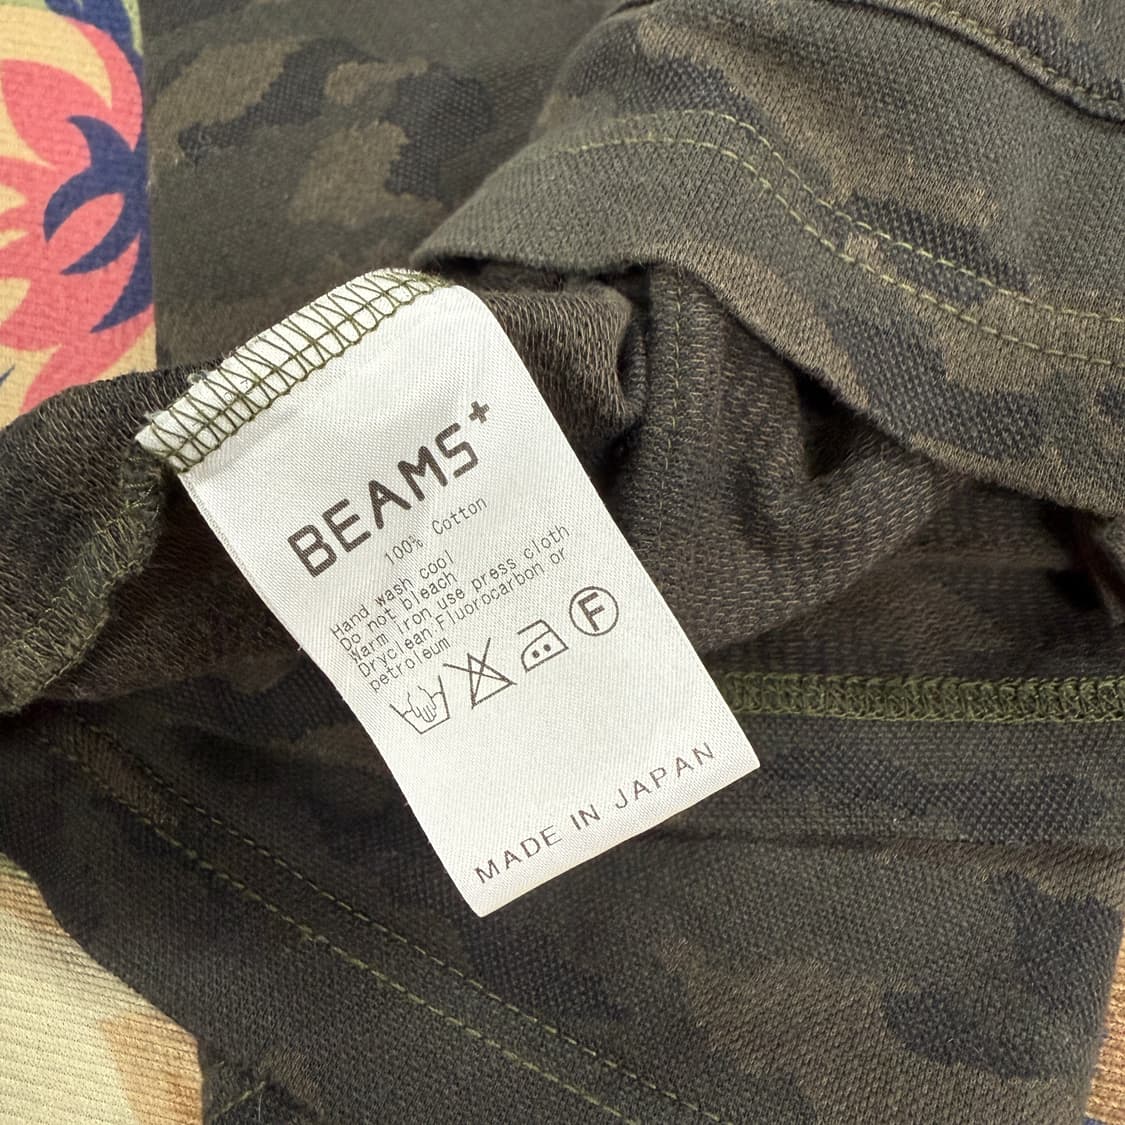 BEAMS+
100% Cotton
Hand wash cool
Do not bleach
Warm iron use press cloth
Dryclean,Fluorocarbon or
petroleum
F
MADE IN JAPAN